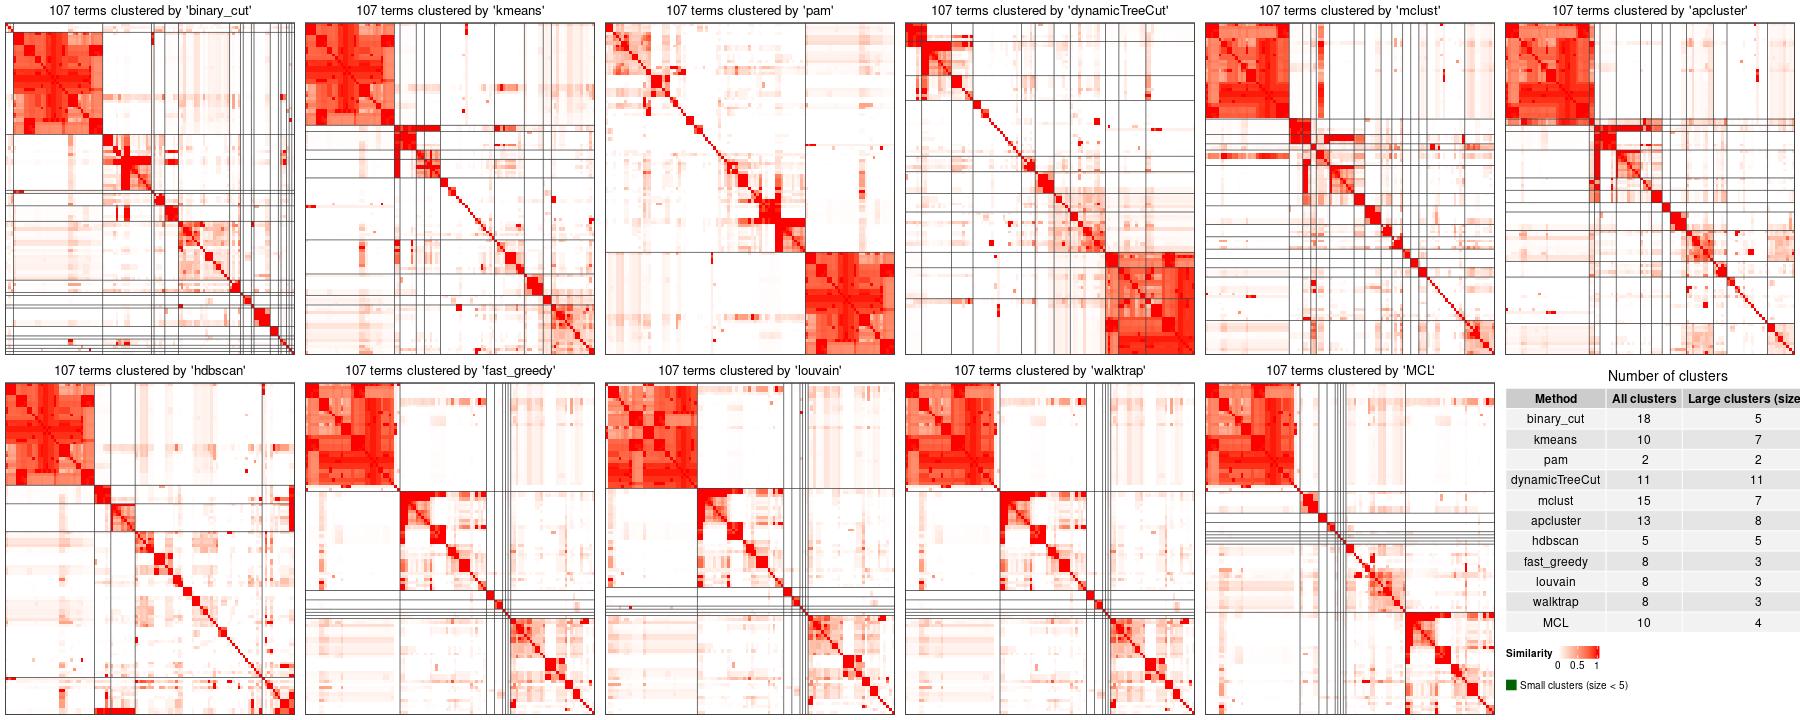 107 terms clustered by 'binary_cut'
107 terms clustered by 'kmeans'
107 terms clustered by 'pam'
107 terms clustered by 'dynamicTreeCut'
107 terms clustered by 'mclust'
107 terms clustered by 'apcluster'
107 terms clustered by 'hdbscan'
107 terms clustered by 'fast_greedy'
107 terms clustered by 'louvain'
107 terms clustered by 'walktrap'
107 terms clustered by 'MCL'
Number of clusters
Method All clusters Large clusters (size
binary_cut 18 5
kmeans 10 7
pam 2 2
dynamicTreeCut 11 11
mclust 15 7
apcluster 13 8
hdbscan 5 5
fast_greedy 8 3
louvain 8 3
walktrap 8 3
MCL 10 4
Similarity
0 0.5 1
Small clusters (size < 5)